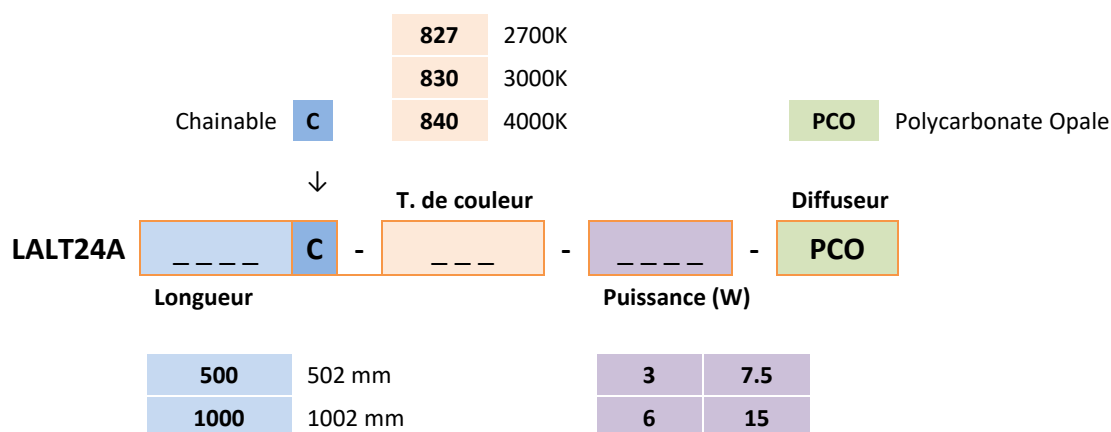 827 2700K
830 3000K
Chainable C 840 4000K PCO Polycarbonate Opale
↓
T. de couleur Diffuseur
LALT24A _ _ _ _ C - _ _ _ - _ _ _ _ - PCO
Longueur Puissance (W)
500 502 mm 3 7.5
1000 1002 mm 6 15